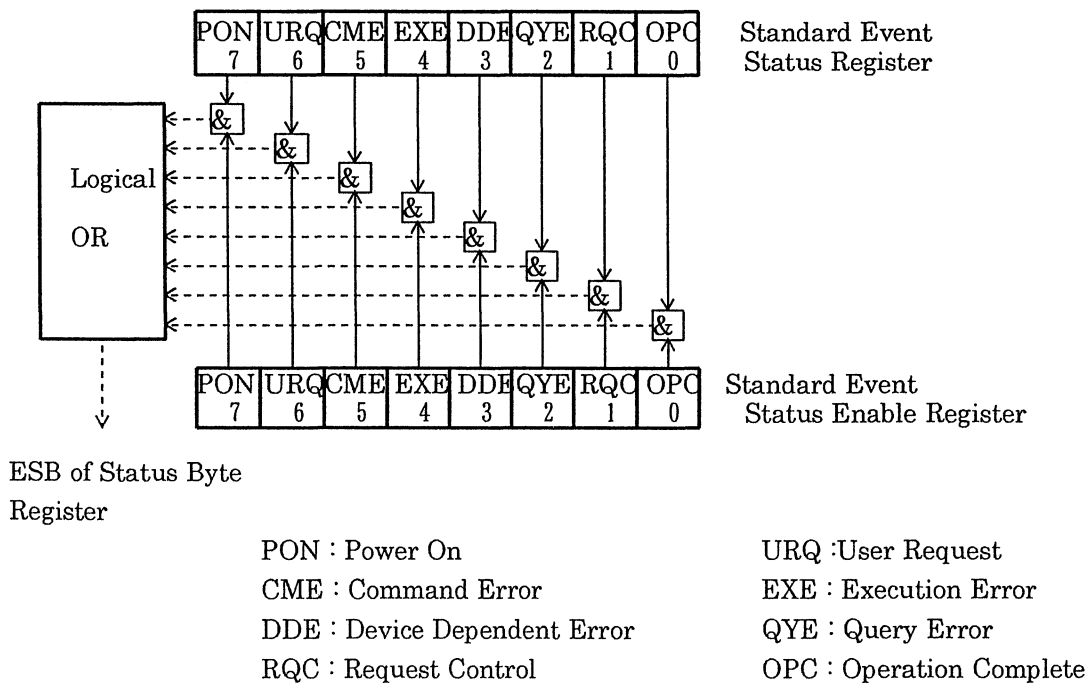 PON URQ CME EXE DDE QYE RQC OPC
7 6 5 4 3 2 1 0
Standard Event
Status Register
&
&
&
&
&
&
&
&
Logical
OR
PON URQ CME EXE DDE QYE RQC OPC
7 6 5 4 3 2 1 0
Standard Event
Status Enable Register
ESB of Status Byte
Register
PON : Power On
URQ :User Request
CME : Command Error
EXE : Execution Error
DDE : Device Dependent Error
QYE : Query Error
RQC : Request Control
OPC : Operation Complete